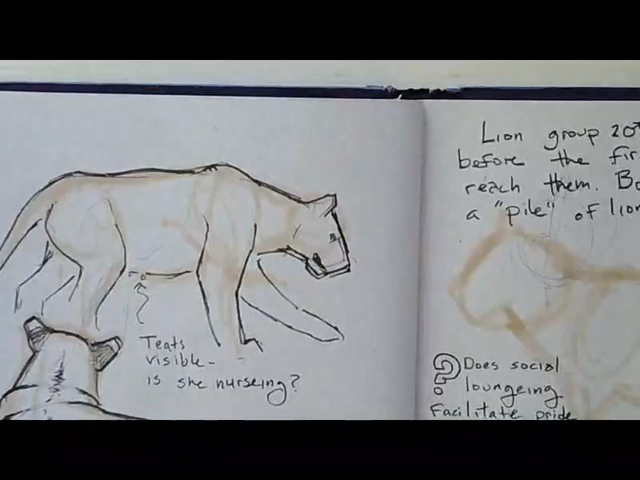 Teats
visible -
is she nurseing?
Lion group 20
before the fir
reach them. Bo
a "pile" of lion
? Does social
loungeing
Facilitate pride